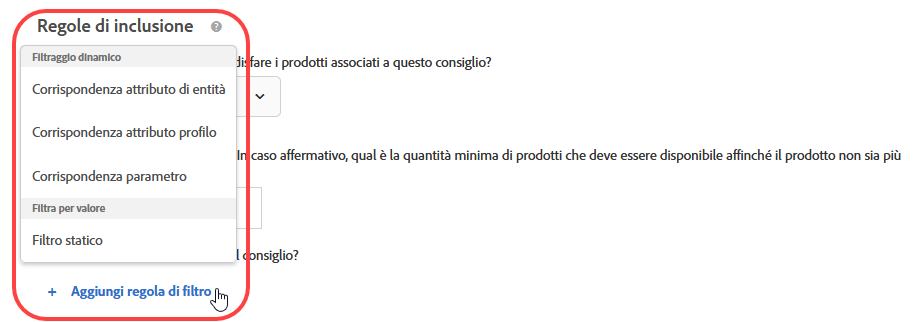 Regole di inclusione ?
Filtraggio dinamico
disfare i prodotti associati a questo consiglio?
Corrispondenza attributo di entità
Corrispondenza attributo profilo
In caso affermativo, qual è la quantità minima di prodotti che deve essere disponibile affinché il prodotto non sia più
Corrispondenza parametro
Filtra per valore
Filtro statico
l consiglio?
+ Aggiungi regola di filtro